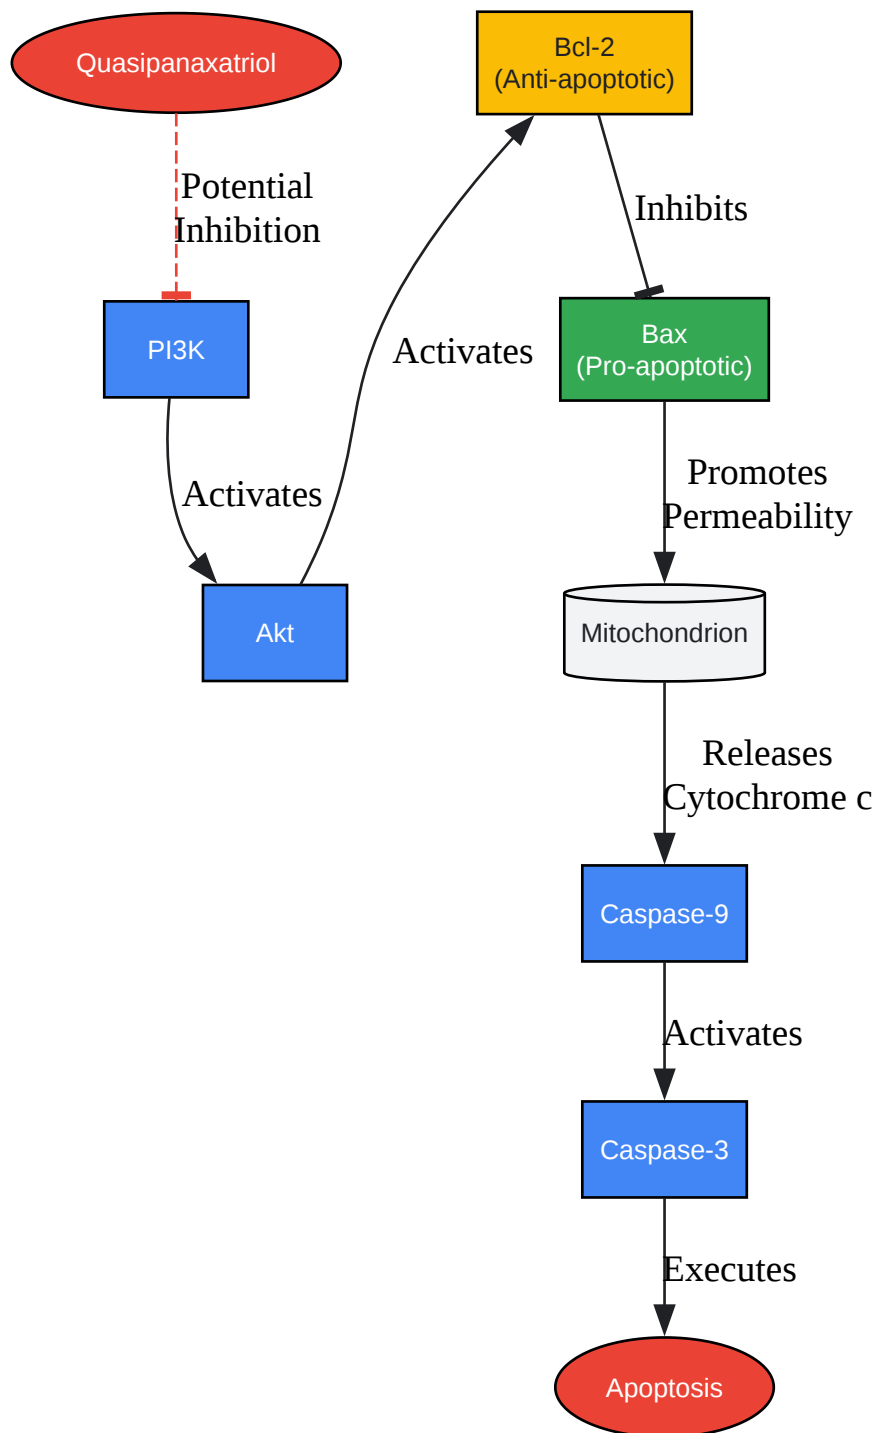 Quasipanaxatriol
Bcl-2
(Anti-apoptotic)
Potential
Inhibition
Inhibits
PI3K
Activates
Bax
(Pro-apoptotic)
Activates
Promotes
Permeability
Akt
Mitochondrion
Releases
Cytochrome c
Caspase-9
Activates
Caspase-3
Executes
Apoptosis